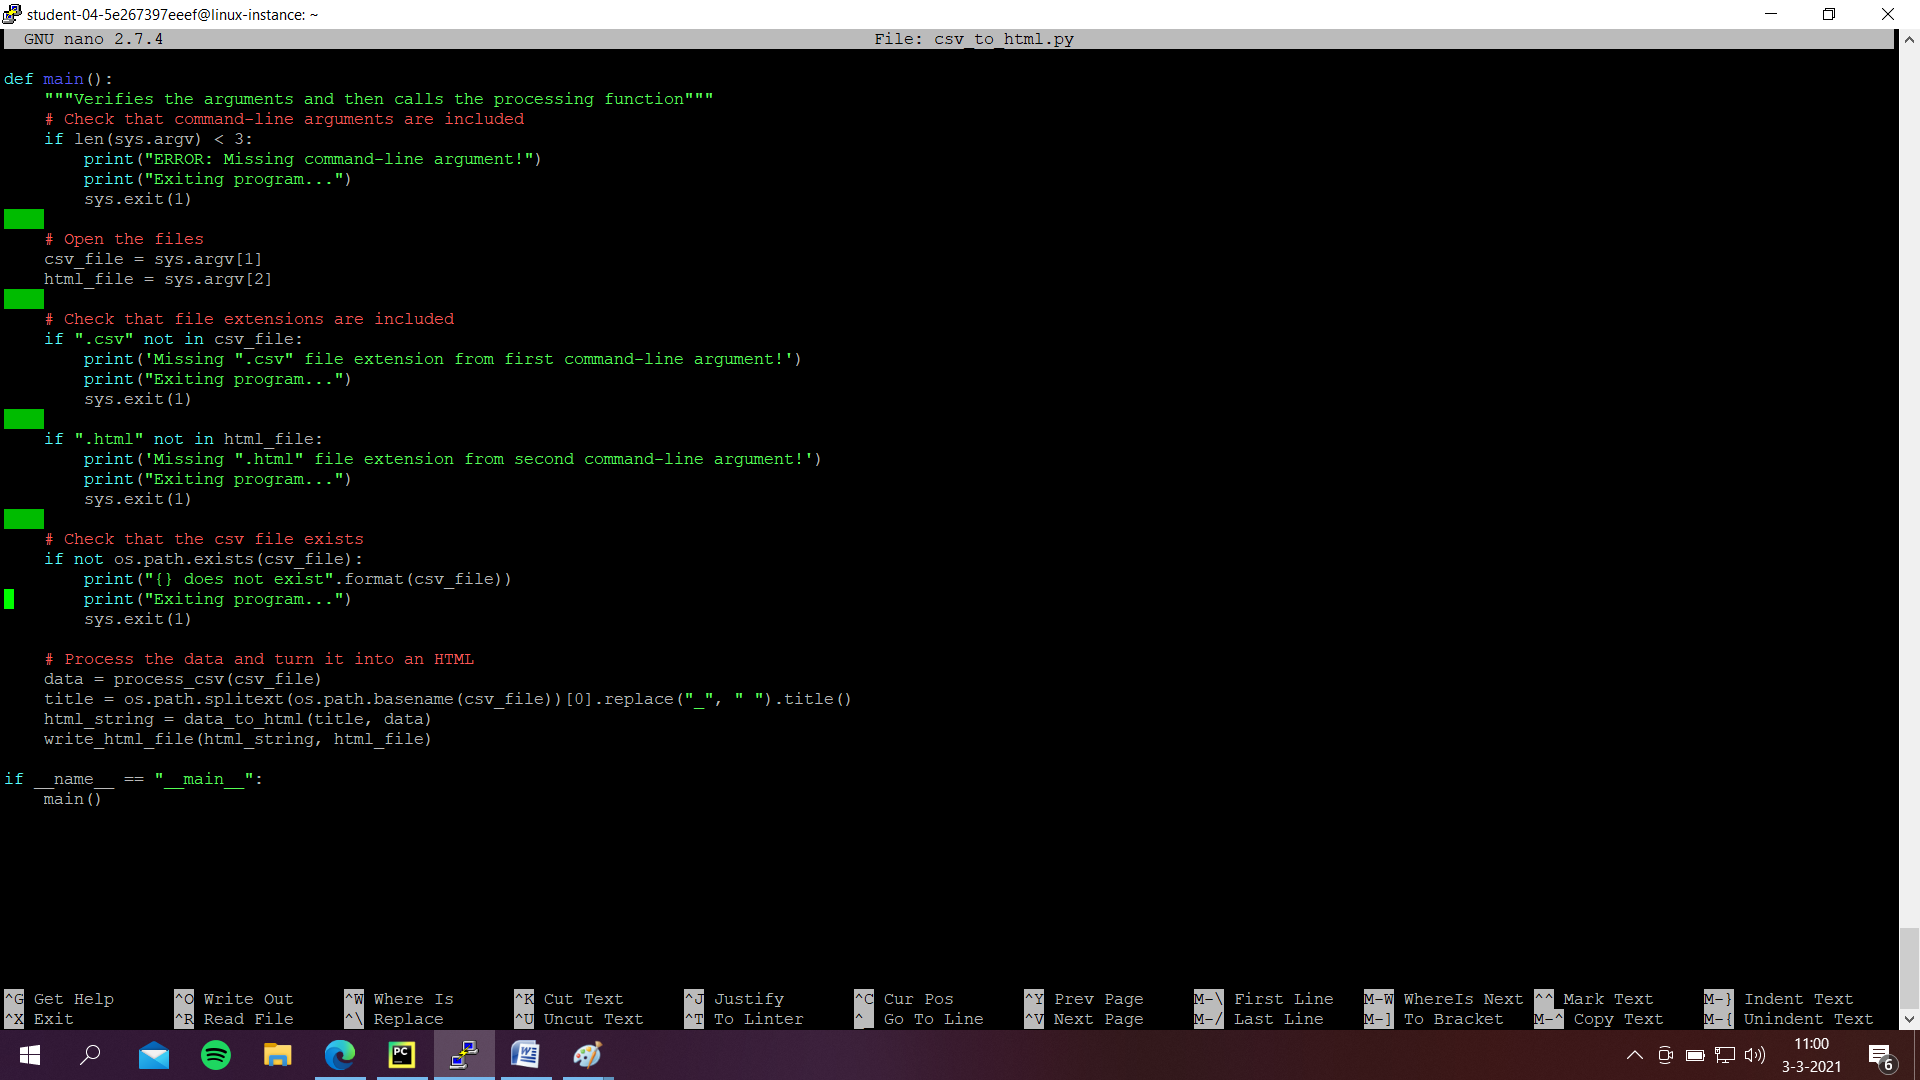 student-04-5e267397eeef@linux-instance: ~
GNU nano 2.7.4 File: csv_to_html.py
def main():
    """Verifies the arguments and then calls the processing function"""
    # Check that command-line arguments are included
    if len(sys.argv) < 3:
        print("ERROR: Missing command-line argument!")
        print("Exiting program...")
        sys.exit(1)
    # Open the files
    csv_file = sys.argv[1]
    html_file = sys.argv[2]
    # Check that file extensions are included
    if ".csv" not in csv_file:
        print('Missing ".csv" file extension from first command-line argument!')
        print("Exiting program...")
        sys.exit(1)
    if ".html" not in html_file:
        print('Missing ".html" file extension from second command-line argument!')
        print("Exiting program...")
        sys.exit(1)
    # Check that the csv file exists
    if not os.path.exists(csv_file):
        print("{} does not exist".format(csv_file))
        print("Exiting program...")
        sys.exit(1)
    # Process the data and turn it into an HTML
    data = process_csv(csv_file)
    title = os.path.splitext(os.path.basename(csv_file))[0].replace("_", " ").title()
    html_string = data_to_html(title, data)
    write_html_file(html_string, html_file)
if __name__ == "__main__":
    main()
^G Get Help ^O Write Out ^W Where Is ^K Cut Text ^J Justify ^C Cur Pos ^Y Prev Page M-\ First Line M-W WhereIs Next ^^ Mark Text M-} Indent Text
^X Exit ^R Read File ^\ Replace ^U Uncut Text ^T To Linter ^_ Go To Line ^V Next Page M-/ Last Line M-] To Bracket M-^ Copy Text M-{ Unindent Text
PC
11:00
3-3-2021
6